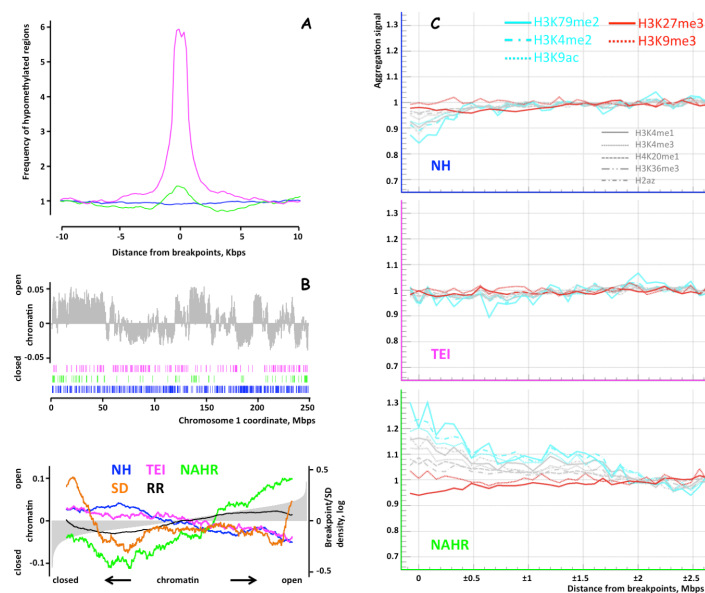 A
Frequency of hypomethylated regions
6
5
4
3
2
1
-10
-5
0
5
10
Distance from breakpoints, Kbps
B
open
chromatin
closed
0.05
0
-0.05
0
50
100
150
200
250
Chromosome 1 coordinate, Mbps
open
chromatin
closed
0.1
0
-0.1
NH TEI NAHR
SD RR
0.5
0
-0.5
Breakpoint/SD
density, log
closed
chromatin
open
C
Aggregation signal
H3K79me2
H3K4me2
H3K9ac
H3K27me3
H3K9me3
1.3
1.2
1.1
1
0.9
0.8
0.7
H3K4me1
H3K4me3
H4K20me1
H3K36me3
H2az
NH
1.3
1.2
1.1
1
0.9
0.8
0.7
TEI
1.3
1.2
1.1
1
0.9
0.8
0.7
NAHR
0
±0.5
±1
±1.5
±2
±2.5
Distance from breakpoints, Mbps